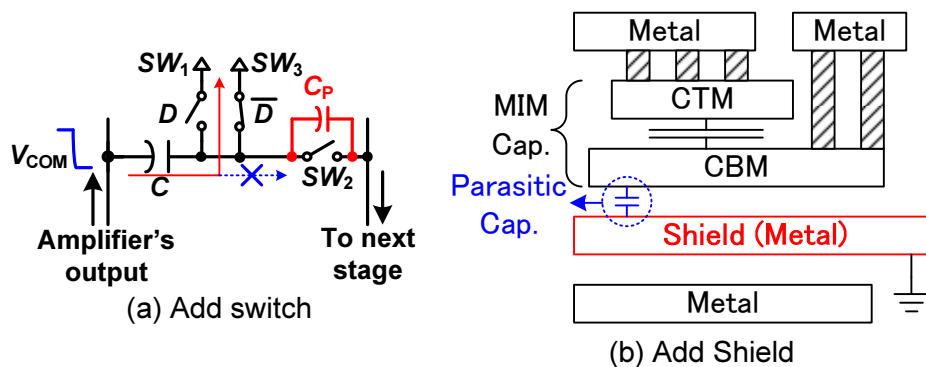 SW1
SW3
CP
D
D̅
VCOM
C
SW2
Amplifier's
output
To next
stage
(a) Add switch
Metal
Metal
MIM
Cap.
CTM
CBM
Parasitic
Cap.
Shield (Metal)
Metal
(b) Add Shield